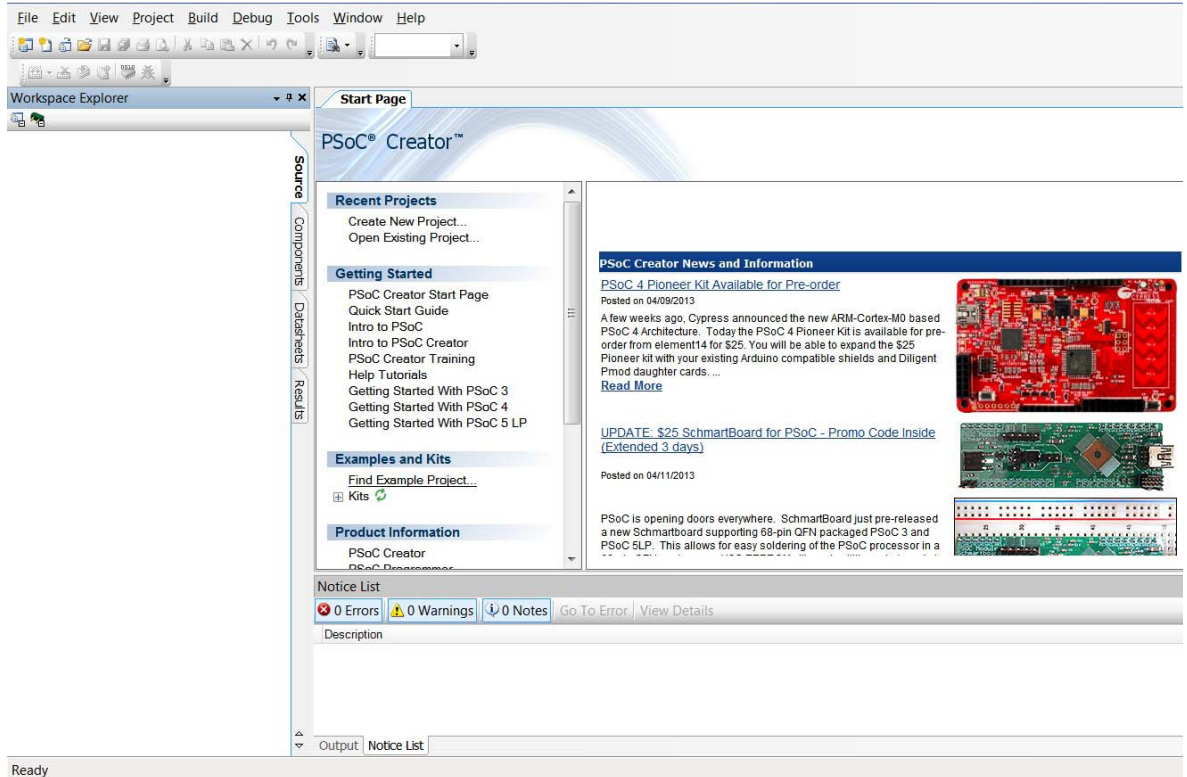 File Edit View Project Build Debug Tools Window Help
Workspace Explorer
Start Page
PSoC® Creator™
Source
Components
Datasheets
Results
Recent Projects
Create New Project...
Open Existing Project...
Getting Started
PSoC Creator Start Page
Quick Start Guide
Intro to PSoC
Intro to PSoC Creator
PSoC Creator Training
Help Tutorials
Getting Started With PSoC 3
Getting Started With PSoC 4
Getting Started With PSoC 5 LP
Examples and Kits
Find Example Project...
Kits
Product Information
PSoC Creator
PSoC Programmer
PSoC Creator News and Information
PSoC 4 Pioneer Kit Available for Pre-order
Posted on 04/09/2013
A few weeks ago, Cypress announced the new ARM-Cortex-M0 based
PSoC 4 Architecture. Today the PSoC 4 Pioneer Kit is available for pre-
order from element14 for $25. You will be able to expand the $25
Pioneer kit with your existing Arduino compatible shields and Diligent
Pmod daughter cards. ...
Read More
UPDATE: $25 SchmartBoard for PSoC - Promo Code Inside
(Extended 3 days)
Posted on 04/11/2013
PSoC is opening doors everywhere. SchmartBoard just pre-released
a new Schmartboard supporting 68-pin QFN packaged PSoC 3 and
PSoC 5LP. This allows for easy soldering of the PSoC processor in a
Notice List
0 Errors 0 Warnings 0 Notes Go To Error View Details
Description
Output Notice List
Ready